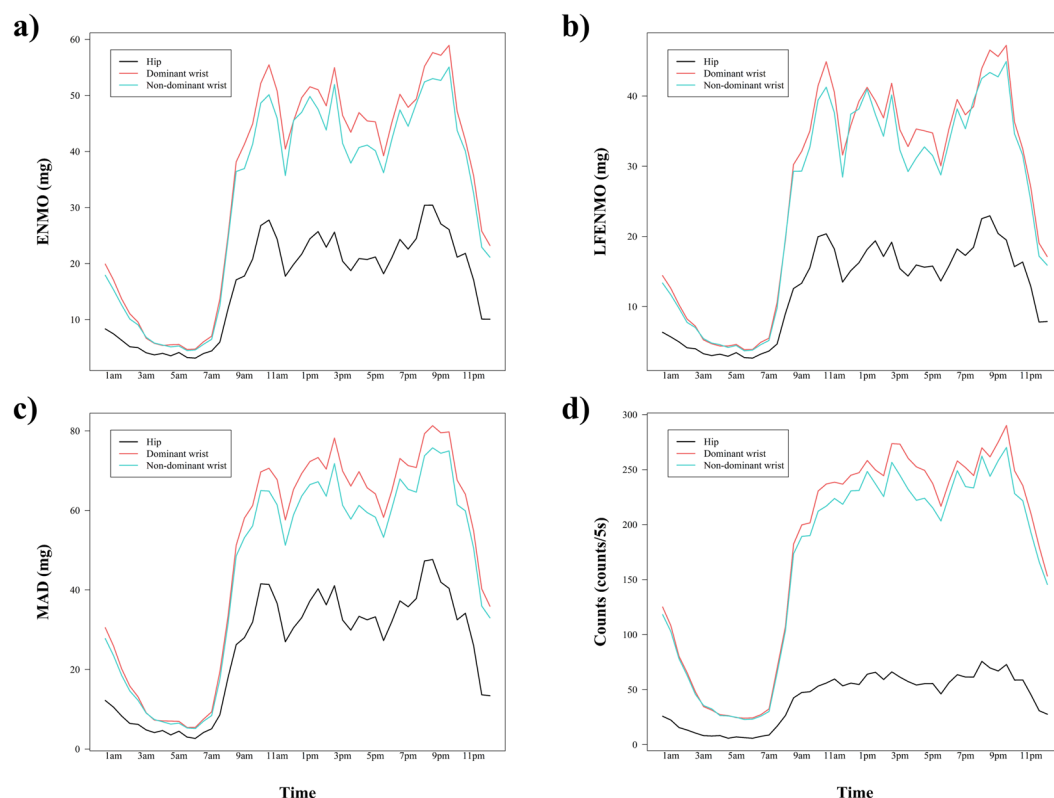 a)
ENMO (mg)
60
50
40
30
20
10
Hip
Dominant wrist
Non-dominant wrist
1am 3am 5am 7am 9am 11am 1pm 3pm 5pm 7pm 9pm 11pm
b)
LFENMO (mg)
40
30
20
10
Hip
Dominant wrist
Non-dominant wrist
1am 3am 5am 7am 9am 11am 1pm 3pm 5pm 7pm 9pm 11pm
c)
MAD (mg)
80
60
40
20
0
Hip
Dominant wrist
Non-dominant wrist
1am 3am 5am 7am 9am 11am 1pm 3pm 5pm 7pm 9pm 11pm
Time
d)
Counts (counts/5s)
300
250
200
150
100
50
0
Hip
Dominant wrist
Non-dominant wrist
1am 3am 5am 7am 9am 11am 1pm 3pm 5pm 7pm 9pm 11pm
Time